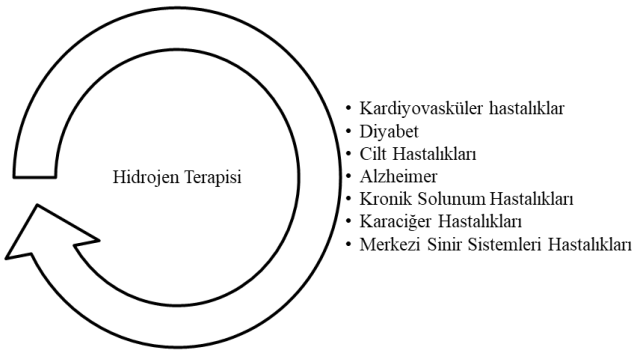 Hidrojen Terapisi
• Kardiyovasküler hastalıklar
• Diyabet
• Cilt Hastalıkları
• Alzheimer
• Kronik Solunum Hastalıkları
• Karaciğer Hastalıkları
• Merkezi Sinir Sistemleri Hastalıkları